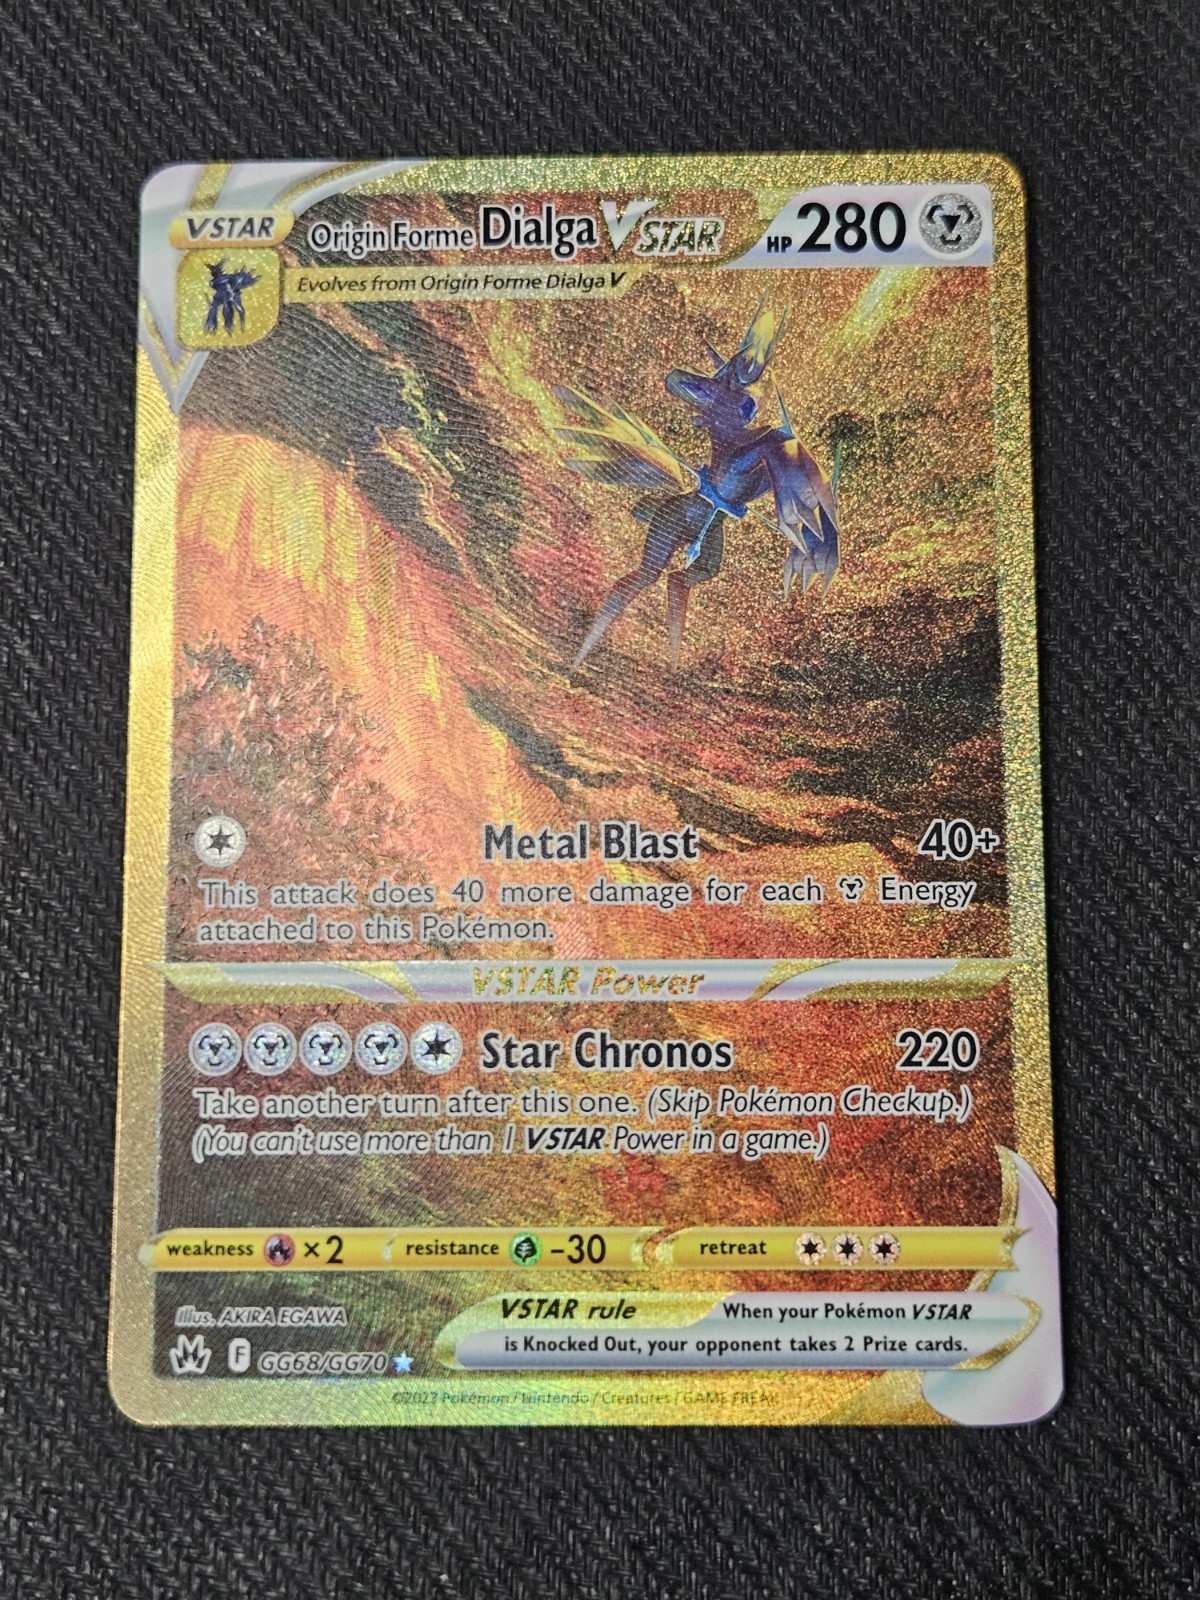 VSTAR Origin Forme Dialga VSTAR HP 280
Evolves from Origin Forme Dialga V
Metal Blast 40+
This attack does 40 more damage for each Energy
attached to this Pokémon.
VSTAR Power
Star Chronos 220
Take another turn after this one. (Skip Pokémon Checkup.)
(You can't use more than 1 VSTAR Power in a game.)
weakness ×2 resistance -30 retreat
Illus. AKIRA EGAWA
VSTAR rule When your Pokémon VSTAR
is Knocked Out, your opponent takes 2 Prize cards.
F GG68/GG70
©2023 Pokémon / Nintendo / Creatures / GAME FREAK